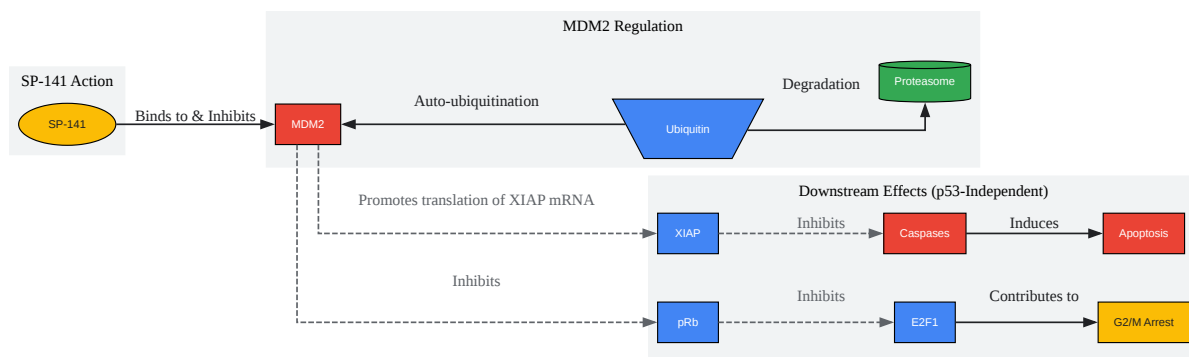 MDM2 Regulation
SP-141 Action
SP-141
Binds to & Inhibits
MDM2
Auto-ubiquitination
Ubiquitin
Degradation
Proteasome
Downstream Effects (p53-Independent)
Promotes translation of XIAP mRNA
XIAP
Inhibits
Caspases
Induces
Apoptosis
Inhibits
pRb
Inhibits
E2F1
Contributes to
G2/M Arrest